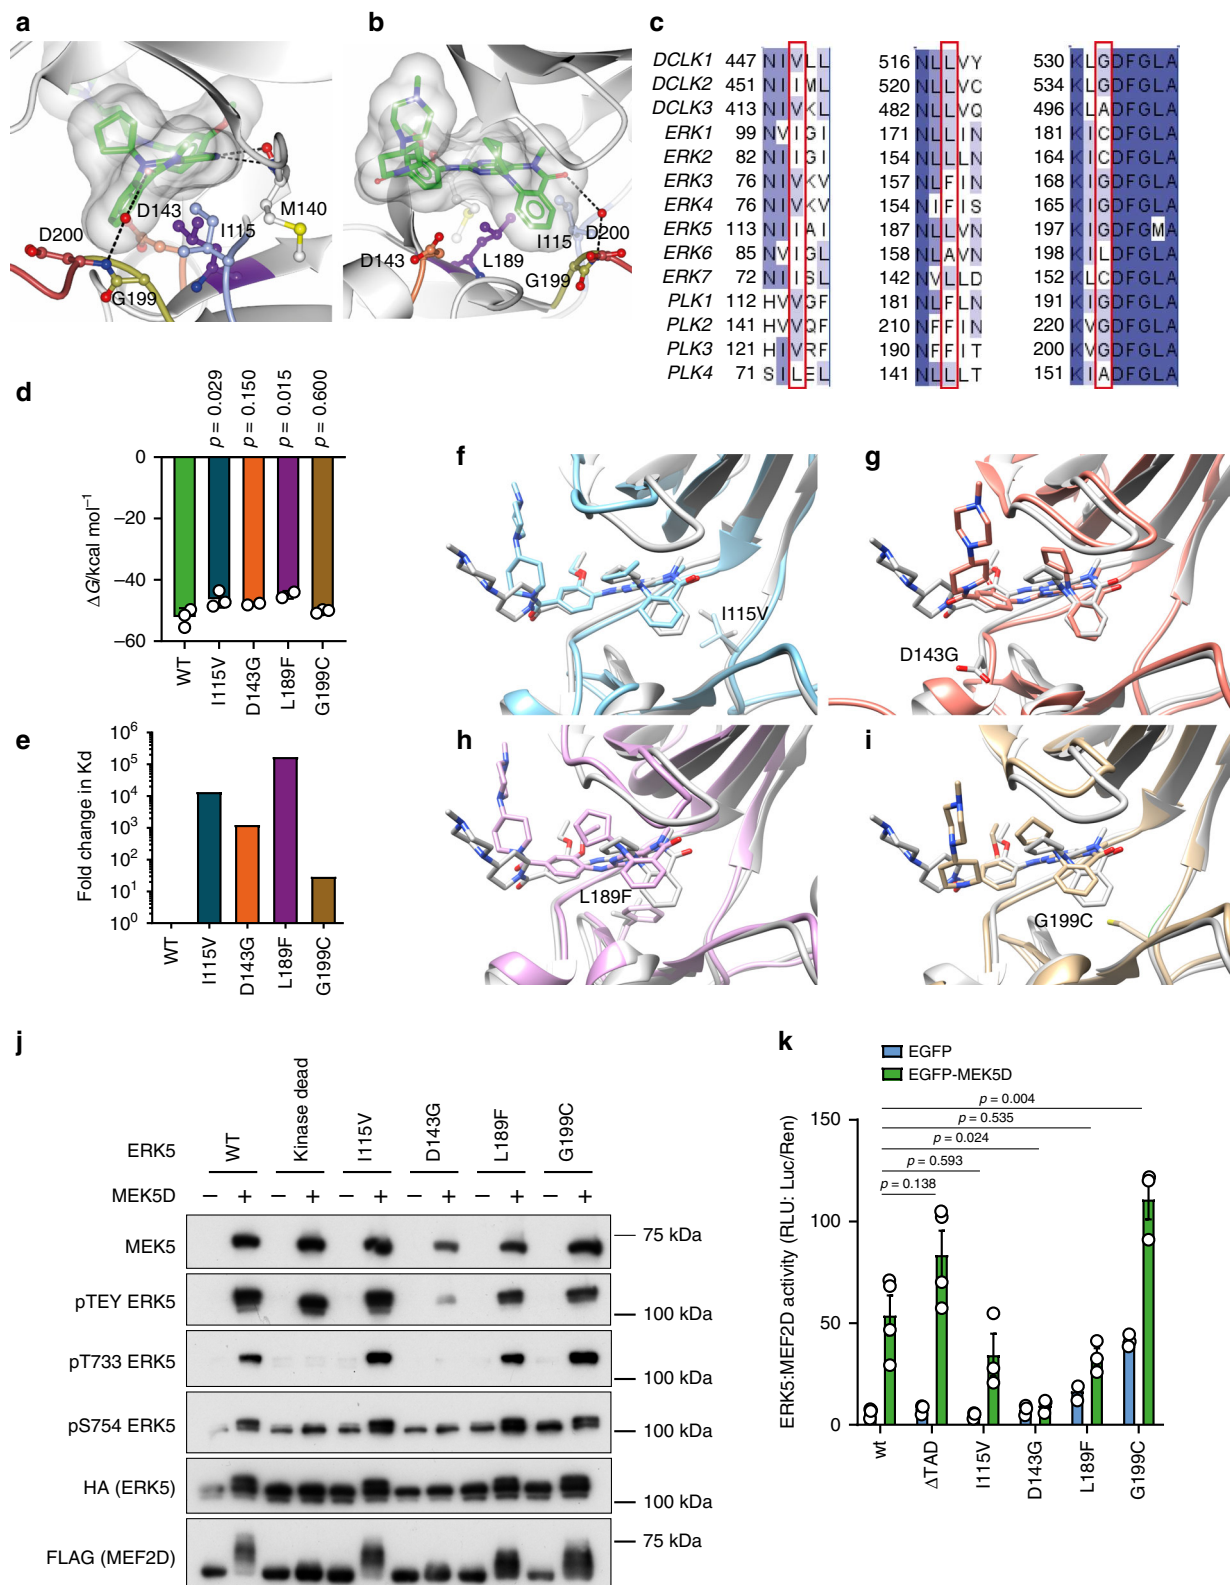 a
D143
M140
D200
I115
G199
b
I115
D200
D143
L189
G199
c
DCLK1 447 NIVLL 516 NLLVY 530 KLGDFGLA
DCLK2 451 NIIML 520 NLLVC 534 KLGDFGLA
DCLK3 413 NIVKL 482 NLLVQ 496 KLADFGLA
ERK1 99 NVIGI 171 NLLIN 181 KICDFGLA
ERK2 82 NIIGI 154 NLLLN 164 KICDFGLA
ERK3 76 NIVKV 157 NLFIN 168 KIGDFGLA
ERK4 76 NIVKV 154 NIFIS 165 KIGDFGLA
ERK5 113 NIIAI 187 NLLVN 197 KIGDFGMA
ERK6 85 NVIGL 158 NLAVN 198 KILDFGLA
ERK7 72 NIISL 142 NVLLD 152 KLCDFGLA
PLK1 112 HVVGF 181 NLFLN 191 KIGDFGLA
PLK2 141 HVVQF 210 NFFIN 220 KVGDFGLA
PLK3 121 HIVRF 190 NFFIT 200 KVGDFGLA
PLK4 71 SILEL 141 NLLLT 151 KIADFGLA
d
p = 0.029
p = 0.150
p = 0.015
p = 0.600
ΔG/kcal mol−1
0
−20
−40
−60
WT
I115V
D143G
L189F
G199C
e
Fold change in Kd
10^6
10^5
10^4
10^3
10^2
10^1
10^0
WT
I115V
D143G
L189F
G199C
f
I115V
g
D143G
h
L189F
i
G199C
j
ERK5
WT
Kinase dead
I115V
D143G
L189F
G199C
MEK5D − + − + − + − + − + − +
MEK5
75 kDa
pTEY ERK5
100 kDa
pT733 ERK5
100 kDa
pS754 ERK5
100 kDa
HA (ERK5)
100 kDa
FLAG (MEF2D)
75 kDa
k
EGFP
EGFP-MEK5D
p = 0.004
p = 0.535
p = 0.024
p = 0.593
p = 0.138
ERK5:MEF2D activity (RLU: Luc/Ren)
150
100
50
0
wt
ΔTAD
I115V
D143G
L189F
G199C